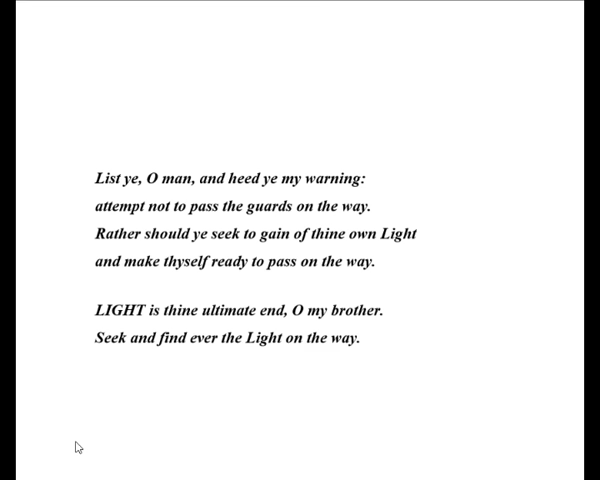 List ye, O man, and heed ye my warning:
attempt not to pass the guards on the way.
Rather should ye seek to gain of thine own Light
and make thyself ready to pass on the way.
LIGHT is thine ultimate end, O my brother.
Seek and find ever the Light on the way.